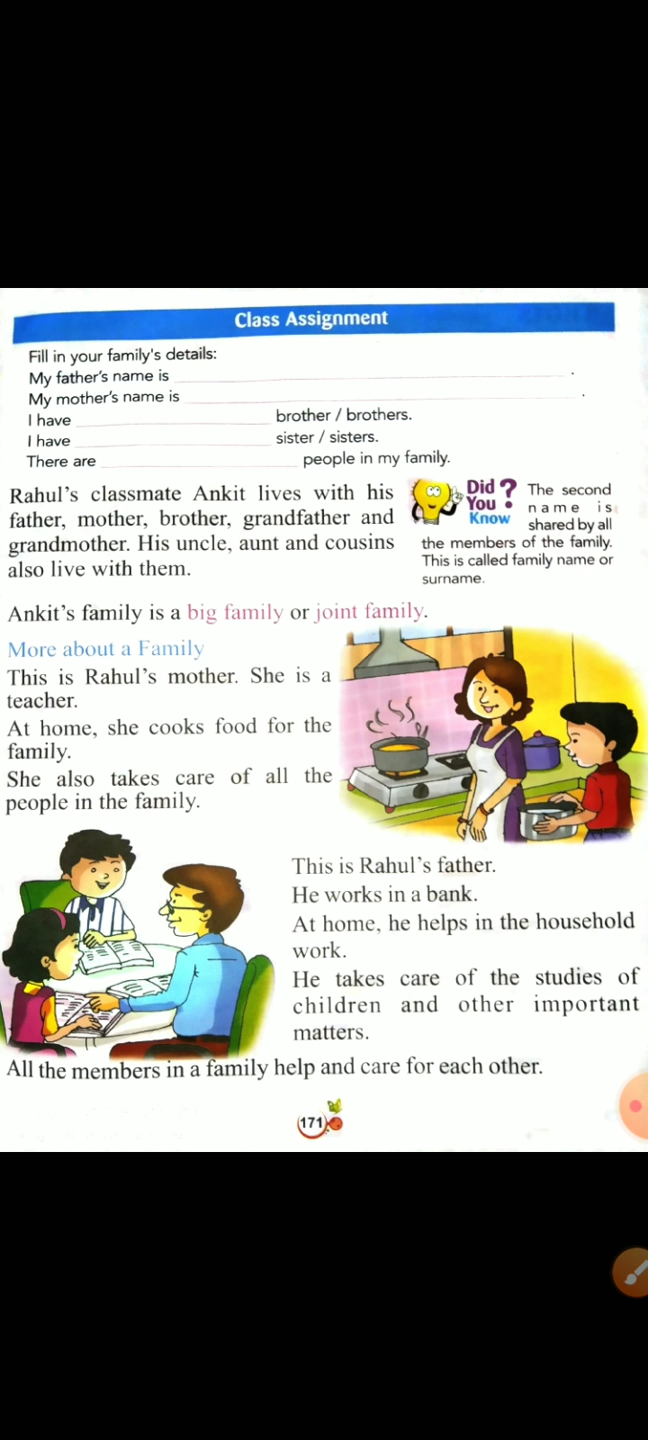 Class Assignment
Fill in your family's details:
My father's name is ______________________.
My mother's name is ______________________.
I have ____________ brother / brothers.
I have ____________ sister / sisters.
There are ____________ people in my family.
Rahul's classmate Ankit lives with his
father, mother, brother, grandfather and
grandmother. His uncle, aunt and cousins
also live with them.
Did
You ?
Know
The second
name is
shared by all
the members of the family.
This is called family name or
surname.
Ankit's family is a big family or joint family.
More about a Family
This is Rahul's mother. She is a
teacher.
At home, she cooks food for the
family.
She also takes care of all the
people in the family.
This is Rahul's father.
He works in a bank.
At home, he helps in the household
work.
He takes care of the studies of
children and other important
matters.
All the members in a family help and care for each other.
171